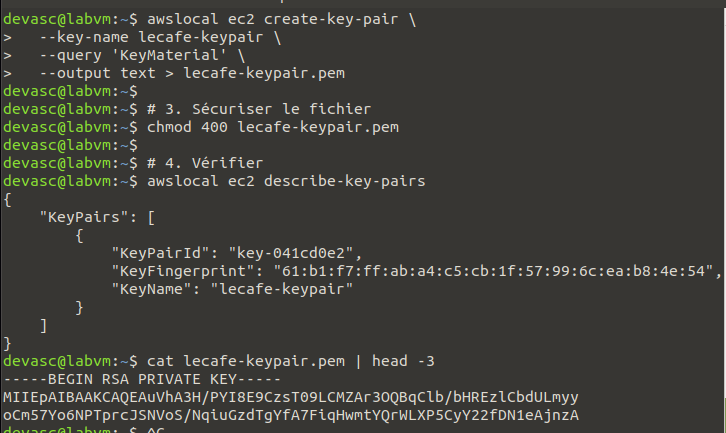 devasc@labvm:~$ awslocal ec2 create-key-pair \
>   --key-name lecafe-keypair \
>   --query 'KeyMaterial' \
>   --output text > lecafe-keypair.pem
devasc@labvm:~$
devasc@labvm:~$ # 3. Sécuriser le fichier
devasc@labvm:~$ chmod 400 lecafe-keypair.pem
devasc@labvm:~$
devasc@labvm:~$ # 4. Vérifier
devasc@labvm:~$ awslocal ec2 describe-key-pairs
{
    "KeyPairs": [
        {
            "KeyPairId": "key-041cd0e2",
            "KeyFingerprint": "61:b1:f7:ff:ab:a4:c5:cb:1f:57:99:6c:ea:b8:4e:54",
            "KeyName": "lecafe-keypair"
        }
    ]
}
devasc@labvm:~$ cat lecafe-keypair.pem | head -3
-----BEGIN RSA PRIVATE KEY-----
MIIEpAIBAAKCAQEAuVhA3H/PYI8E9CzsT09LCMZAr3OQBqClb/bHREzlCbdULmyy
oCm57Yo6NPTprcJSNVoS/NqiuGzdTgYfA7FiqHwmtYQrWLXP5CyY22fDN1eAjnzA
devasc@labvm:~$ ^C